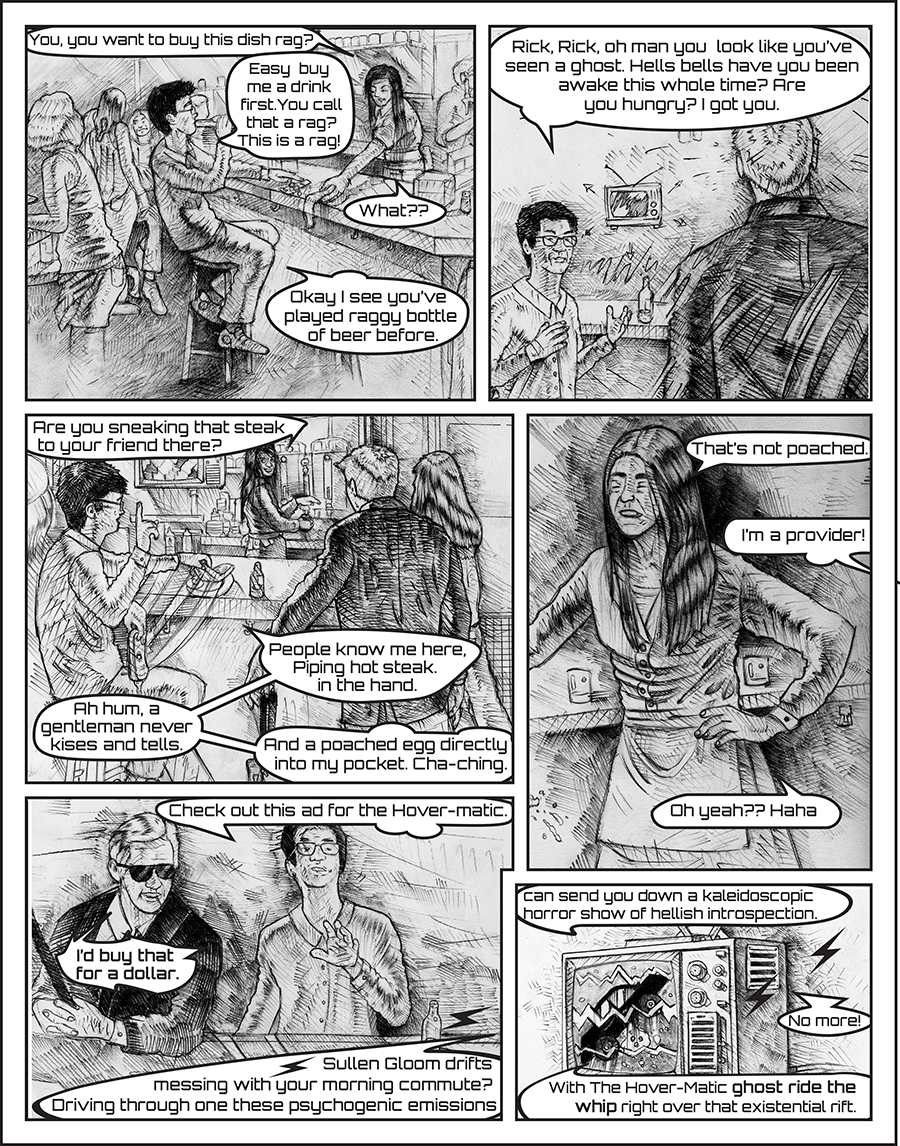 You, you want to buy this dish rag?
Easy buy
me a drink
first.You call
that a rag?
This is a rag!
What??
Okay I see you've
played raggy bottle
of beer before.
Rick, Rick, oh man you look like you've
seen a ghost. Hells bells have you been
awake this whole time? Are
you hungry? I got you.
Are you sneaking that steak
to your friend there?
People know me here,
Piping hot steak.
in the hand.
Ah hum, a
gentleman never
kises and tells.
And a poached egg directly
into my pocket. Cha-ching.
That's not poached.
I'm a provider!
Oh yeah?? Haha
Check out this ad for the Hover-matic.
I'd buy that
for a dollar.
Sullen Gloom drifts
messing with your morning commute?
Driving through one these psychogenic emissions
can send you down a kaleidoscopic
horror show of hellish introspection.
No more!
With The Hover-Matic ghost ride the
whip right over that existential rift.